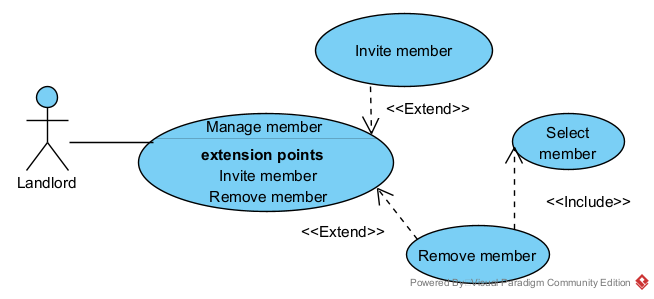 Invite member
<<Extend>>
Manage member
extension points
Invite member
Remove member
Select
member
Landlord
<<Include>>
<<Extend>>
Remove member
Powered By Visual Paradigm Community Edition